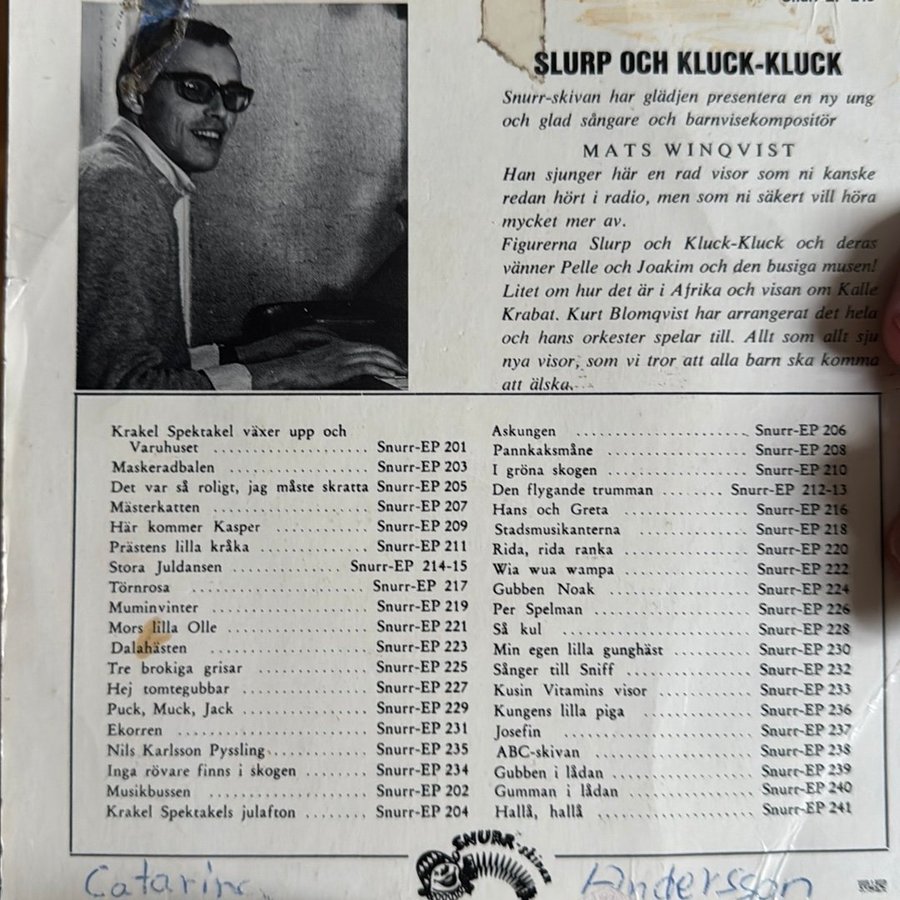 SLURP OCH KLUCK-KLUCK
Snurr-skivan har glädjen presentera en ny ung
och glad sångare och barnvisekompositör
MATS WINQVIST
Han sjunger här en rad visor som ni kanske
redan hört i radio, men som ni säkert vill höra
mycket mer av.
Figurerna Slurp och Kluck-Kluck och deras
vänner Pelle och Joakim och den busiga musen!
Litet om hur det är i Afrika och visan om Kalle
Krabat. Kurt Blomqvist har arrangerat det hela
och hans orkester spelar till. Allt som allt sju
nya visor, som vi tror att alla barn ska komma
att älska.
Krakel Spektakel växer upp och
Varuhuset .................... Snurr-EP 201
Maskeradbalen .................. Snurr-EP 203
Det var så roligt, jag måste skratta Snurr-EP 205
Mästerkatten .................... Snurr-EP 207
Här kommer Kasper ............ Snurr-EP 209
Prästens lilla kråka .............. Snurr-EP 211
Stora Juldansen ............... Snurr-EP 214-15
Törnrosa ........................ Snurr-EP 217
Muminvinter .................... Snurr-EP 219
Mors lilla Olle .................. Snurr-EP 221
Dalahästen ...................... Snurr-EP 223
Tre brokiga grisar ................ Snurr-EP 225
Hej tomtegubbar ................ Snurr-EP 227
Puck, Muck, Jack ................ Snurr-EP 229
Ekorren ........................ Snurr-EP 231
Nils Karlsson Pyssling ............ Snurr-EP 235
Inga rövare finns i skogen ........ Snurr-EP 234
Musikbussen .................... Snurr-EP 202
Krakel Spektakels julafton ........ Snurr-EP 204
Askungen ...................... Snurr-EP 206
Pannkaksmåne .................. Snurr-EP 208
I gröna skogen .................. Snurr-EP 210
Den flygande trumman ........ Snurr-EP 212-13
Hans och Greta ................ Snurr-EP 216
Stadsmusikanterna .............. Snurr-EP 218
Rida, rida ranka ................ Snurr-EP 220
Wia wua wampa ................ Snurr-EP 222
Gubben Noak .................. Snurr-EP 224
Per Spelman .................... Snurr-EP 226
Så kul ........................ Snurr-EP 228
Min egen lilla gunghäst .......... Snurr-EP 230
Sånger till Sniff ................ Snurr-EP 232
Kusin Vitamins visor ............ Snurr-EP 233
Kungens lilla piga .............. Snurr-EP 236
Josefin ........................ Snurr-EP 237
ABC-skivan .................... Snurr-EP 238
Gubben i lådan .................. Snurr-EP 239
Gumman i lådan ................ Snurr-EP 240
Hallå, hallå .................... Snurr-EP 241
SNURR-skivan
Catarina Andersson